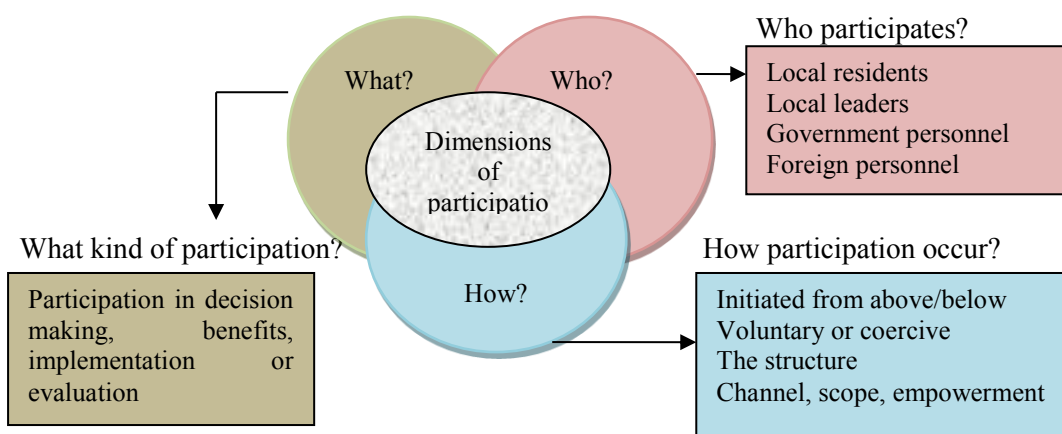 What?
Who?
Dimensions
of
participatio
How?
Who participates?
Local residents
Local leaders
Government personnel
Foreign personnel
What kind of participation?
Participation in decision
making, benefits,
implementation or
evaluation
How participation occur?
Initiated from above/below
Voluntary or coercive
The structure
Channel, scope, empowerment